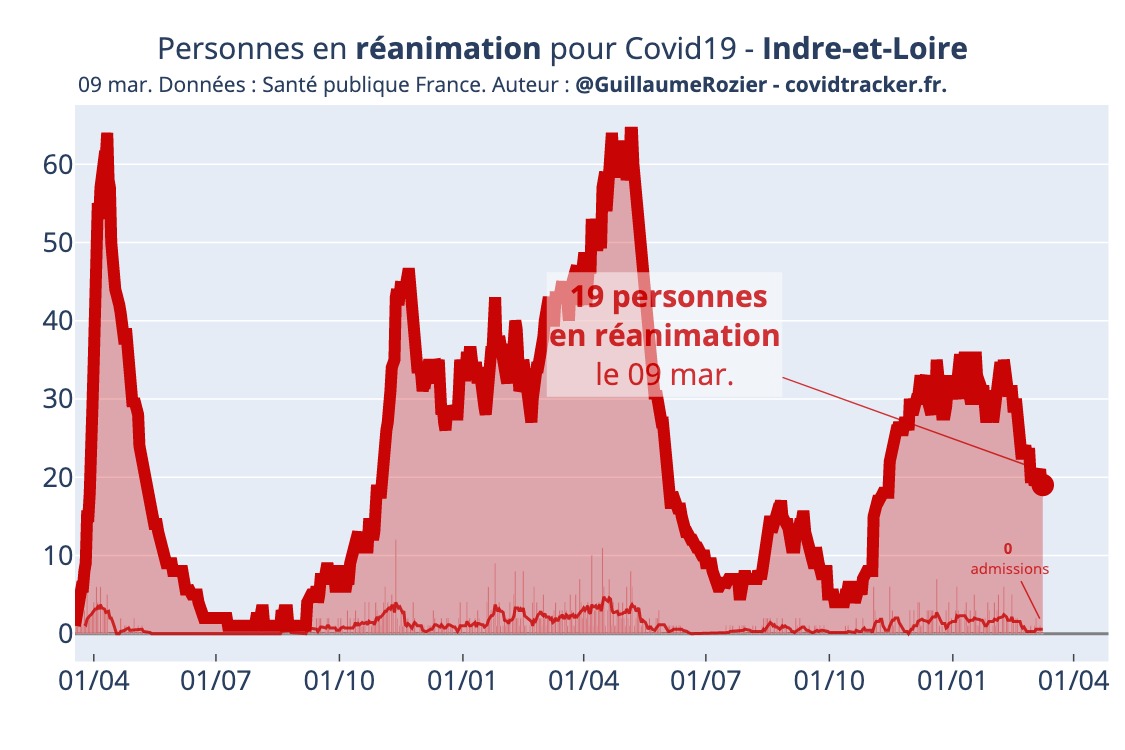 Personnes en réanimation pour Covid19 - Indre-et-Loire
09 mar. Données : Santé publique France. Auteur : @GuillaumeRozier - covidtracker.fr.
60
50
40
30
20
10
0
19 personnes
en réanimation
le 09 mar.
0
admissions
01/04
01/07
01/10
01/01
01/04
01/07
01/10
01/01
01/04